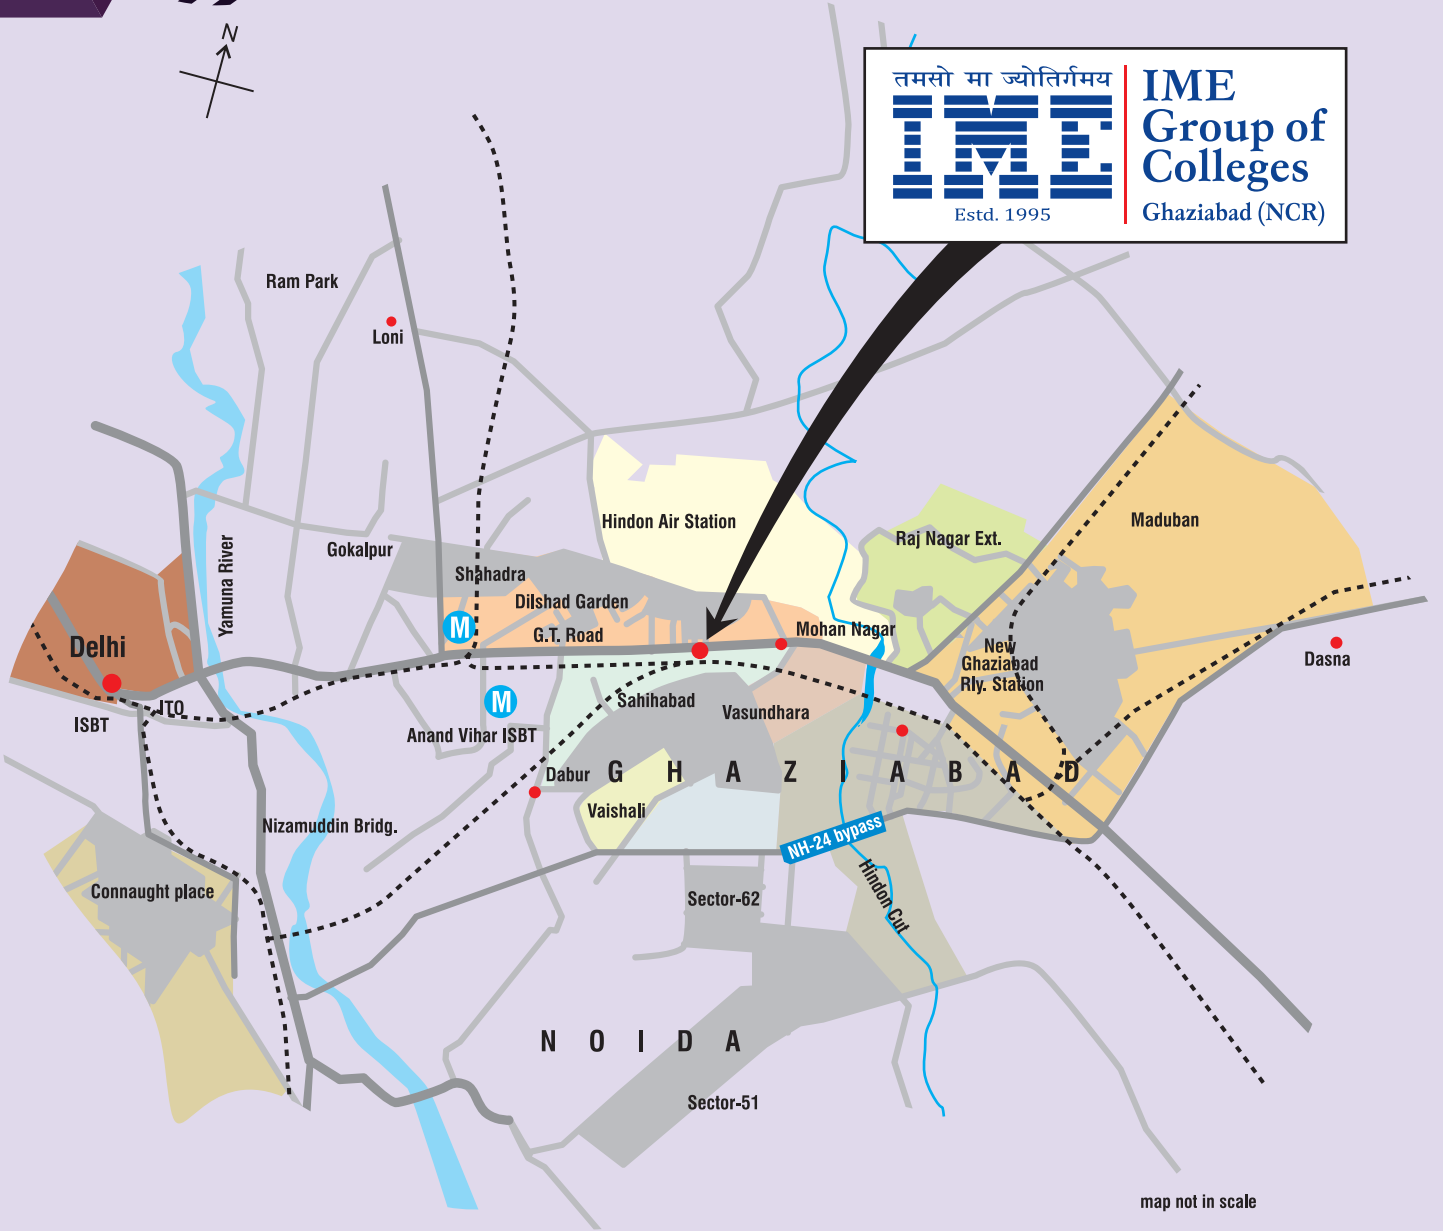 N
तमसो मा ज्योतिर्गमय
IME
Estd. 1995
IME
Group of
Colleges
Ghaziabad (NCR)
Ram Park
Loni
Hindon Air Station
Maduban
Raj Nagar Ext.
Yamuna River
Gokalpur
Shahadra
Dilshad Garden
M
G.T. Road
Mohan Nagar
Delhi
New
Ghaziabad
Rly. Station
Dasna
ISBT
ITO
M
Sahihabad
Vasundhara
Anand Vihar ISBT
Dabur
G H A Z I A B A D
Vaishali
Nizamuddin Bridg.
NH-24 bypass
Connaught place
Sector-62
Hindon Cut
N O I D A
Sector-51
map not in scale